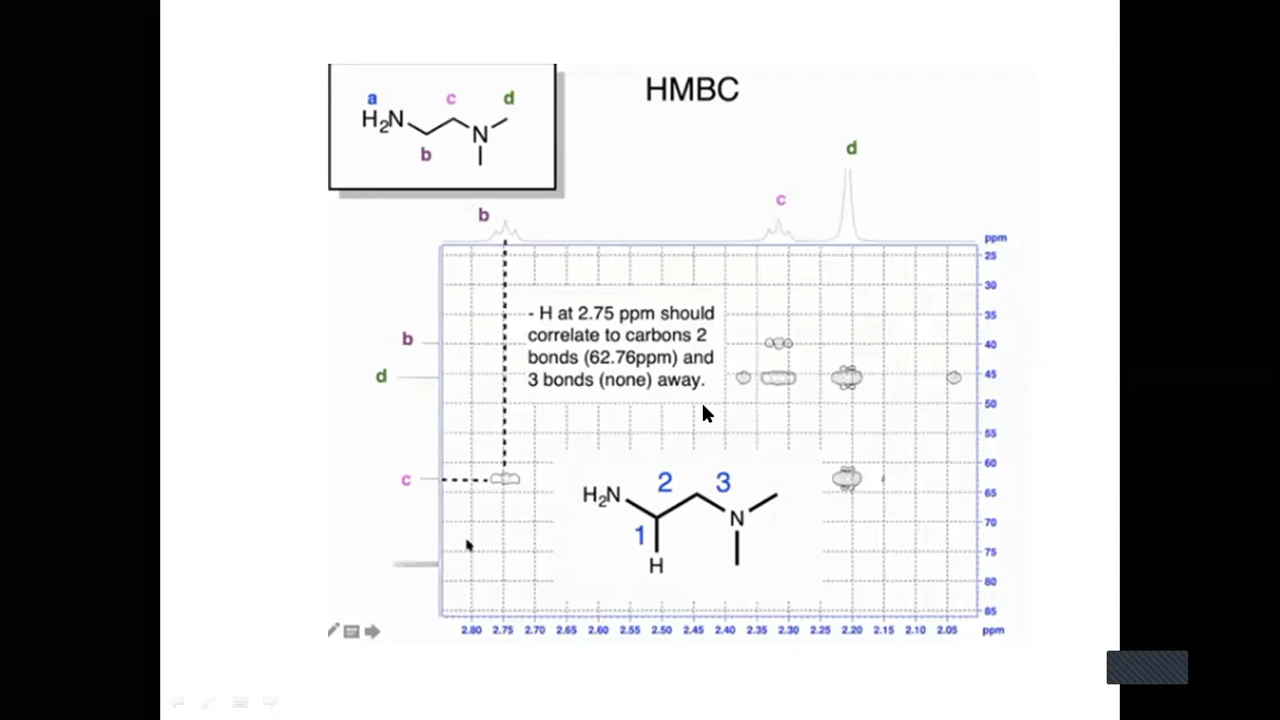 HMBC
a c d
H2N
N
b
d
c
b
ppm
25
30
35
40
45
50
55
60
65
70
75
80
85
b
d
c
- H at 2.75 ppm should
correlate to carbons 2
bonds (62.76ppm) and
3 bonds (none) away.
2 3
H2N
N
1
H
2.80 2.75 2.70 2.65 2.60 2.55 2.50 2.45 2.40 2.35 2.30 2.25 2.20 2.15 2.10 2.05 ppm